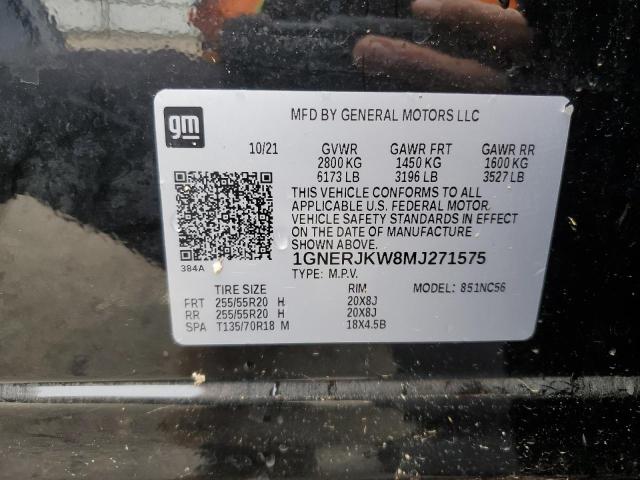 gm
MFD BY GENERAL MOTORS LLC
10/21 GVWR GAWR FRT GAWR RR
2800 KG 1450 KG 1600 KG
6173 LB 3196 LB 3527 LB
THIS VEHICLE CONFORMS TO ALL
APPLICABLE U.S. FEDERAL MOTOR.
VEHICLE SAFETY STANDARDS IN EFFECT
ON THE DATE OF MANUFACTURE
SHOWN ABOVE.
384A
1GNERJKW8MJ271575
TYPE: M.P.V.
TIRE SIZE RIM MODEL: 851NC56
FRT 255/55R20 H 20X8J
RR 255/55R20 H 20X8J
SPA T135/70R18 M 18X4.5B